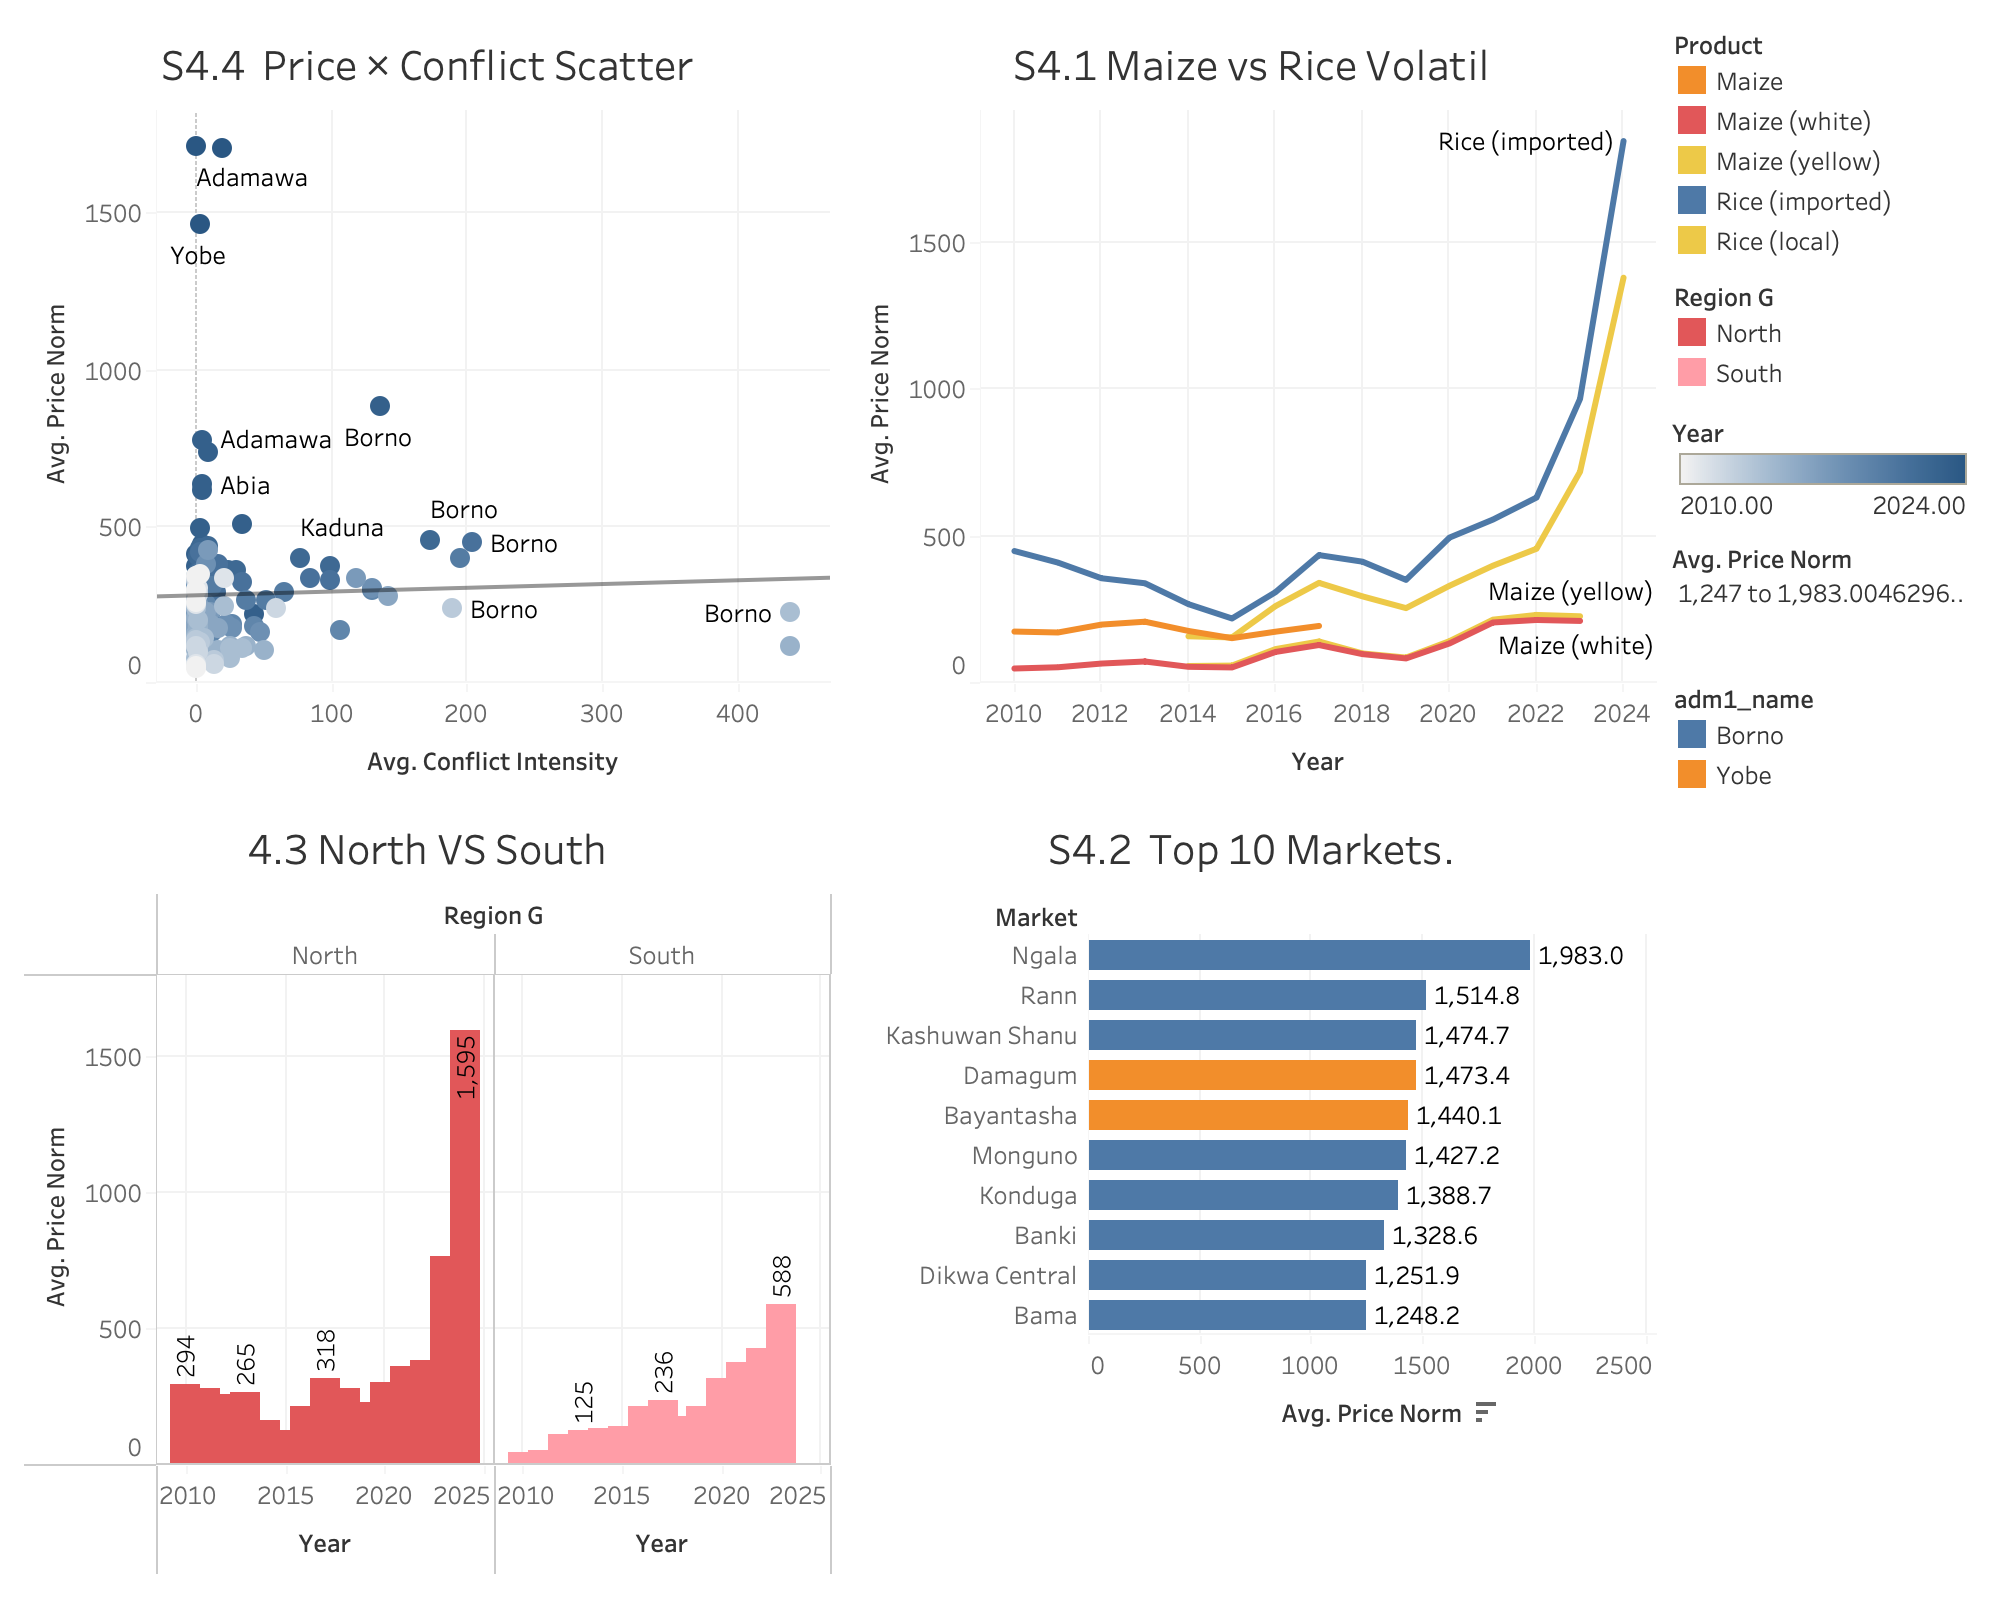 S4.4  Price × Conflict Scatter
Avg. Price Norm
1500
1000
500
0
Adamawa
Yobe
Adamawa
Borno
Abia
Kaduna
Borno
Borno
Borno
Borno
0 100 200 300 400
Avg. Conflict Intensity
S4.1 Maize vs Rice Volatil
Avg. Price Norm
1500
1000
500
0
Rice (imported)
Maize (yellow)
Maize (white)
2010 2012 2014 2016 2018 2020 2022 2024
Year
Product
Maize
Maize (white)
Maize (yellow)
Rice (imported)
Rice (local)
Region G
North
South
Year
2010.00 2024.00
Avg. Price Norm
1,247 to 1,983.0046296..
adm1_name
Borno
Yobe
4.3 North VS South
Region G
North South
Avg. Price Norm
1500
1000
500
0
294
265
318
1,595
125
236
588
2010 2015 2020 2025 2010 2015 2020 2025
Year Year
S4.2  Top 10 Markets.
Market
Ngala 1,983.0
Rann 1,514.8
Kashuwan Shanu 1,474.7
Damagum 1,473.4
Bayantasha 1,440.1
Monguno 1,427.2
Konduga 1,388.7
Banki 1,328.6
Dikwa Central 1,251.9
Bama 1,248.2
0 500 1000 1500 2000 2500
Avg. Price Norm